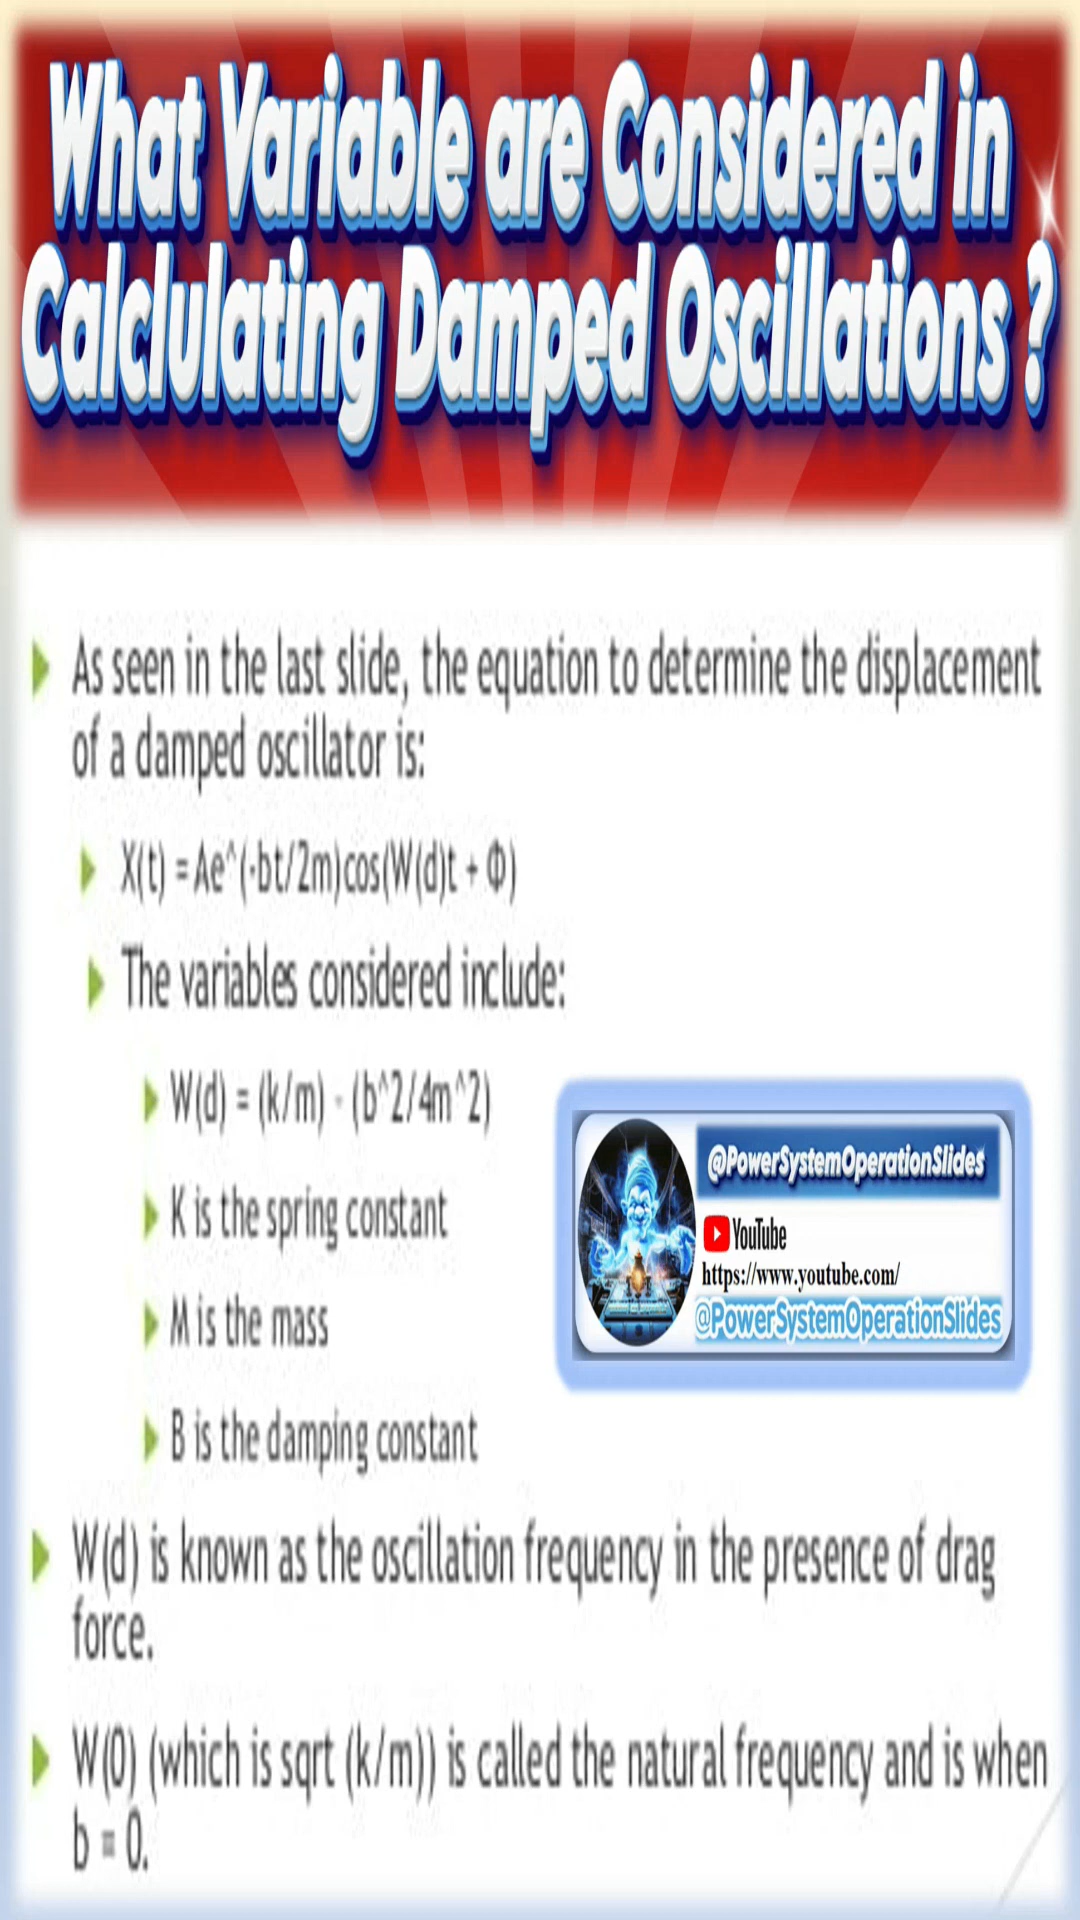 What Variable are Considered in
Calclulating Damped Oscillations ?
As seen in the last slide, the equation to determine the displacement
of a damped oscillator is:
X(t) =Ae^(-bt/2m)cos(W(d)t + Φ)
The variables considered include:
W(d) = (k/m) - (b^2/4m^2)
K is the spring constant
M is the mass
B is the damping constant
@PowerSystemOperationSlides
YouTube
https://www.youtube.com/
@PowerSystemOperationSlides
W(d) is known as the oscillation frequency in the presence of drag
force.
W(0) (which is sqrt (k/m)) is called the natural frequency and is when
b = 0.